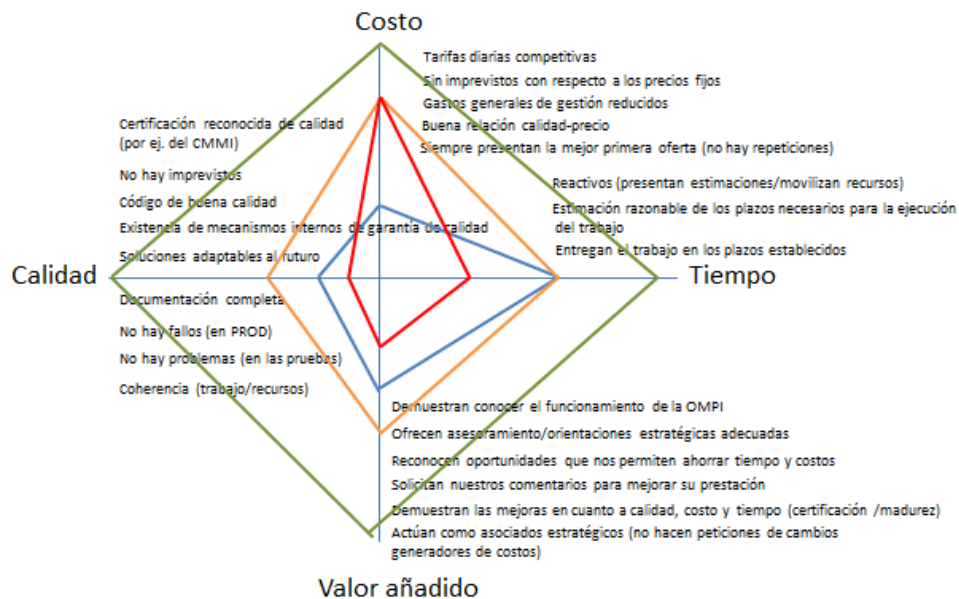 Costo
Tarifas diarias competitivas
Sin imprevistos con respecto a los precios fijos
Gastos generales de gestión reducidos
Buena relación calidad-precio
Siempre presentan la mejor primera oferta (no hay repeticiones)
Certificación reconocida de calidad
(por ej. del CMMI)
No hay imprevistos
Código de buena calidad
Existencia de mecanismos internos de garantía de calidad
Soluciones adaptables al futuro
Reactivos (presentan estimaciones/movilizan recursos)
Estimación razonable de los plazos necesarios para la ejecución
del trabajo
Entregan el trabajo en los plazos establecidos
Calidad
Tiempo
Documentación completa
No hay fallos (en PROD)
No hay problemas (en las pruebas)
Coherencia (trabajo/recursos)
Demuestran conocer el funcionamiento de la OMPI
Ofrecen asesoramiento/orientaciones estratégicas adecuadas
Reconocen oportunidades que nos permiten ahorrar tiempo y costos
Solicitan nuestros comentarios para mejorar su prestación
Demuestran las mejoras en cuanto a calidad, costo y tiempo (certificación /madurez)
Actúan como asociados estratégicos (no hacen peticiones de cambios
generadores de costos)
Valor añadido